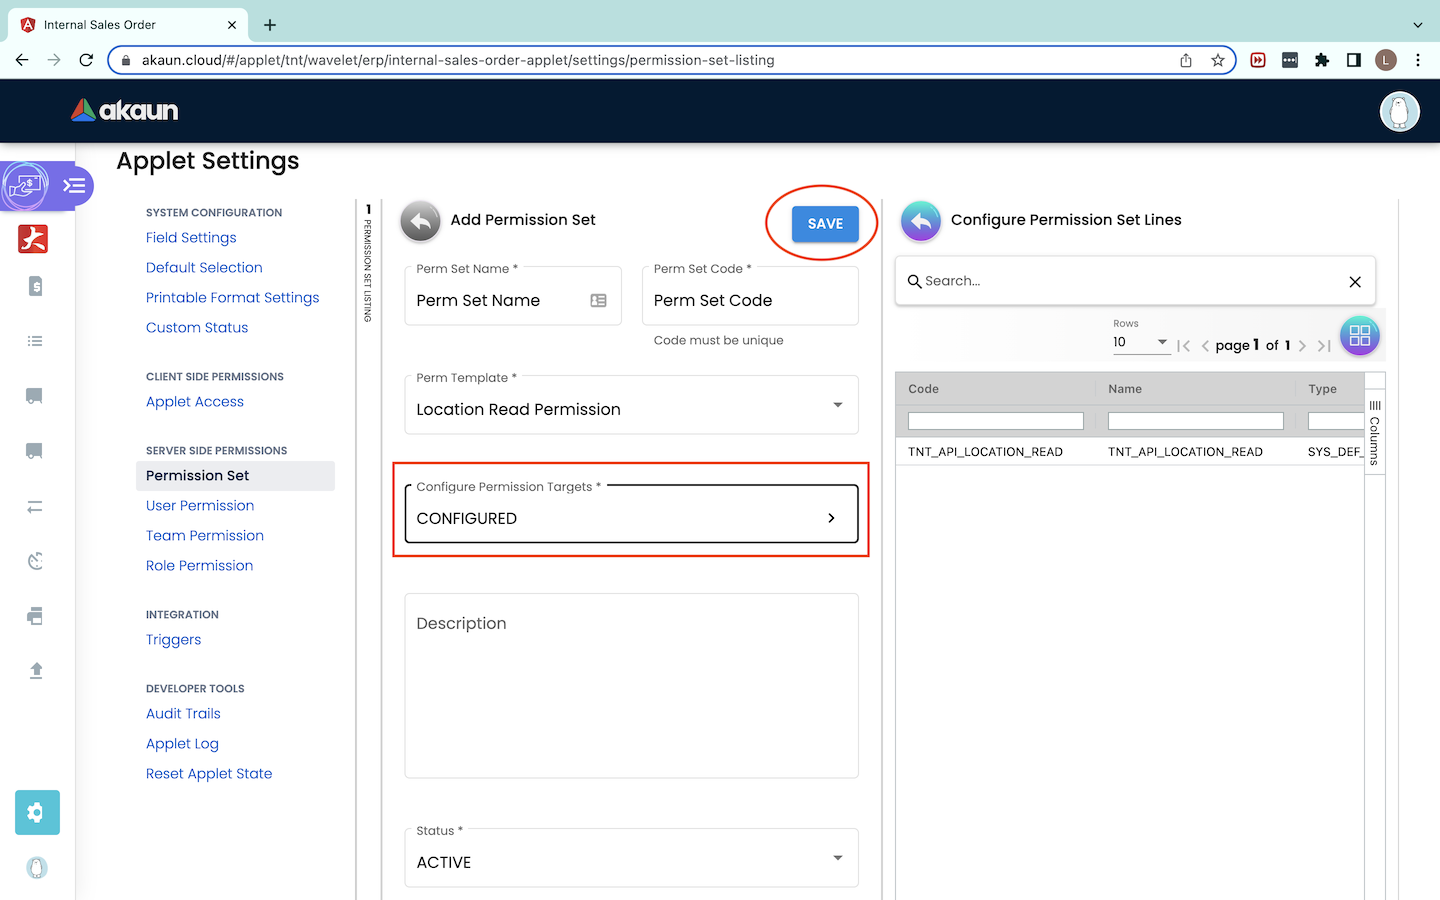 Internal Sales Order
akaun.cloud/#/applet/tnt/wavelet/erp/internal-sales-order-applet/settings/permission-set-listing
L
akaun
Applet Settings
SYSTEM CONFIGURATION
Field Settings
Default Selection
Printable Format Settings
Custom Status
CLIENT SIDE PERMISSIONS
Applet Access
SERVER SIDE PERMISSIONS
Permission Set
User Permission
Team Permission
Role Permission
INTEGRATION
Triggers
DEVELOPER TOOLS
Audit Trails
Applet Log
Reset Applet State
1
PERMISSION SET LISTING
Add Permission Set
SAVE
Perm Set Name *
Perm Set Name
Perm Set Code *
Perm Set Code
Code must be unique
Perm Template *
Location Read Permission
Configure Permission Targets *
CONFIGURED
Description
Status *
ACTIVE
Configure Permission Set Lines
Search...
Rows
10
page 1 of 1
Code Name Type
TNT_API_LOCATION_READ TNT_API_LOCATION_READ SYS_DEF_
Columns